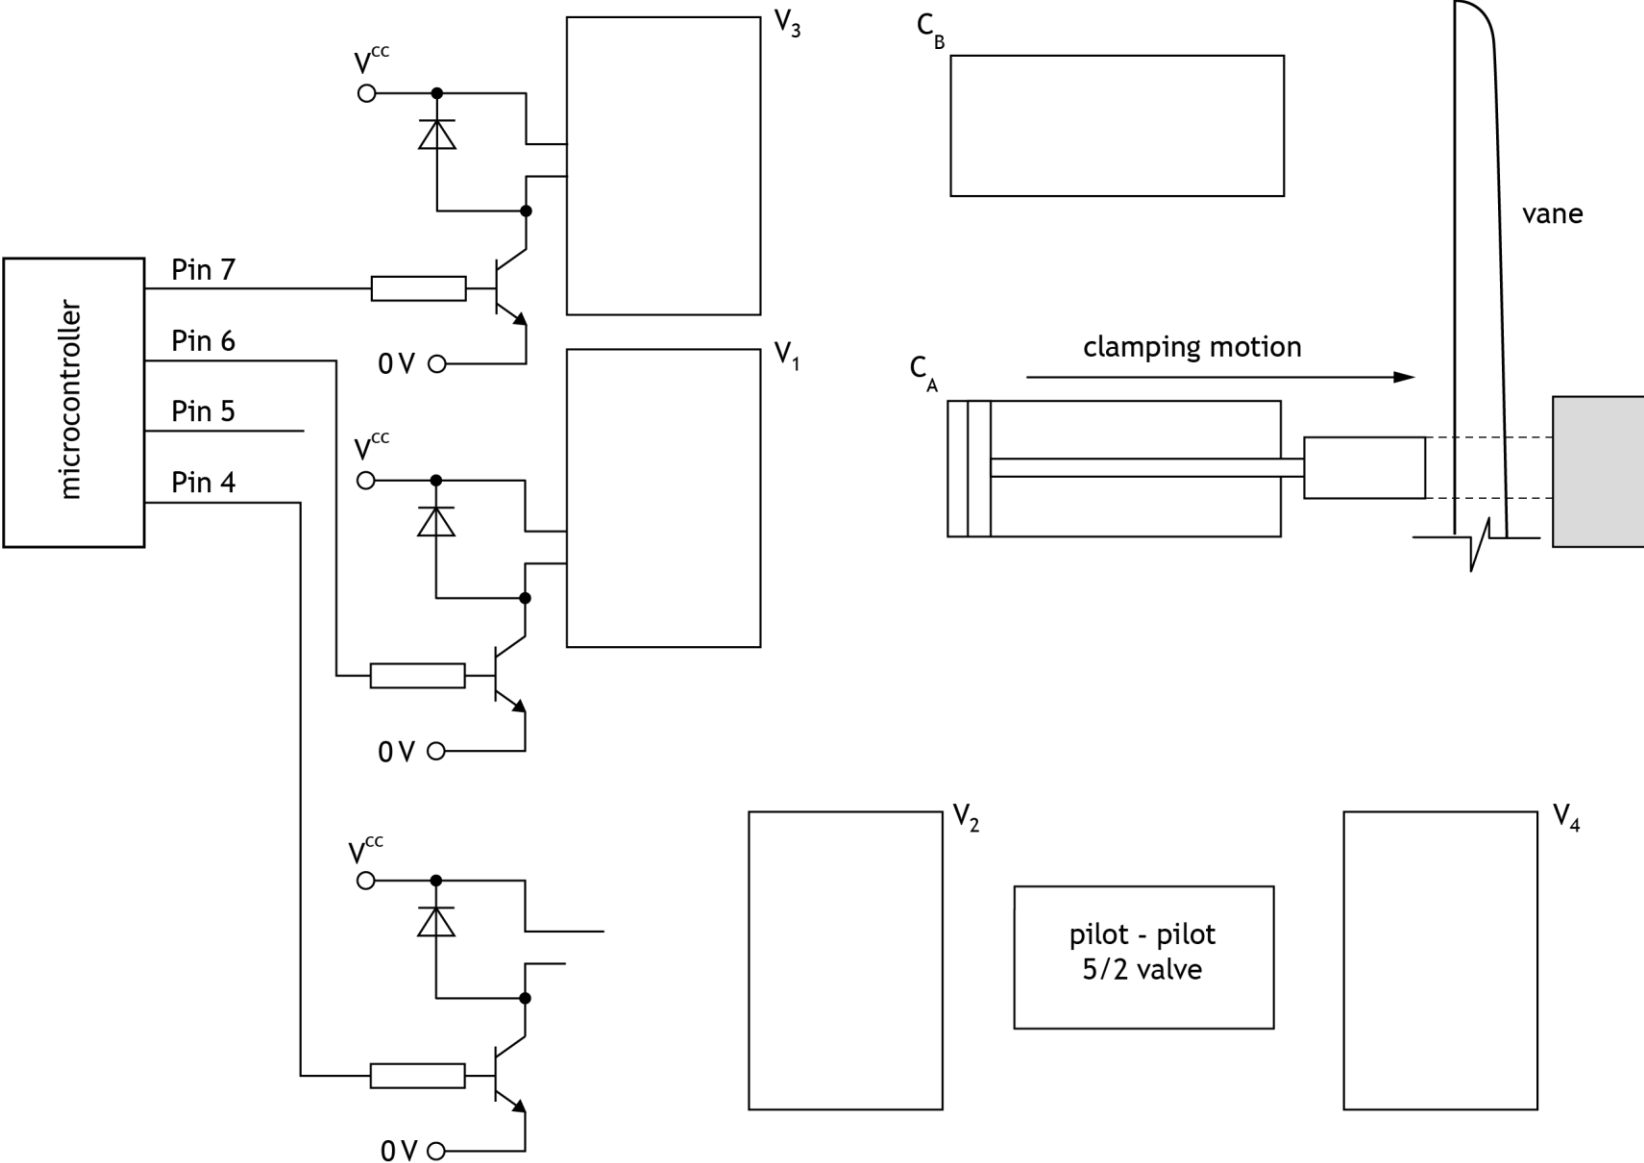 V3
CB
VCC
vane
Pin 7
microcontroller
Pin 6
0 V
V1
clamping motion
CA
Pin 5
VCC
Pin 4
0 V
V2
V4
VCC
pilot - pilot
5/2 valve
0 V